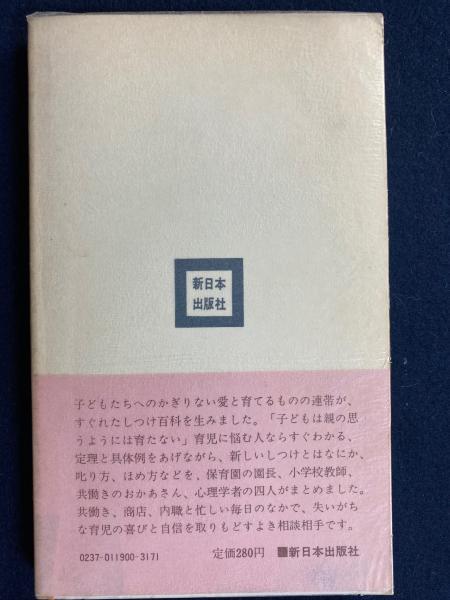 新日本
出版社
子どもたちへのかぎりない愛と育てるものの連帯が、
すぐれたしつけ百科を生みました。「子どもは親の思
うようには育たない」育児に悩む人ならすぐわかる、
定理と具体例をあげながら、新しいしつけとはなにか、
叱り方、ほめ方などを、保育園の園長、小学校教師、
共働きのおかあさん、心理学者の四人がまとめました。
共働き、商店、内職と忙しい毎日のなかで、失いがち
な育児の喜びと自信を取りもどすよき相談相手です。
0237-011900-3171 定価280円 ■新日本出版社